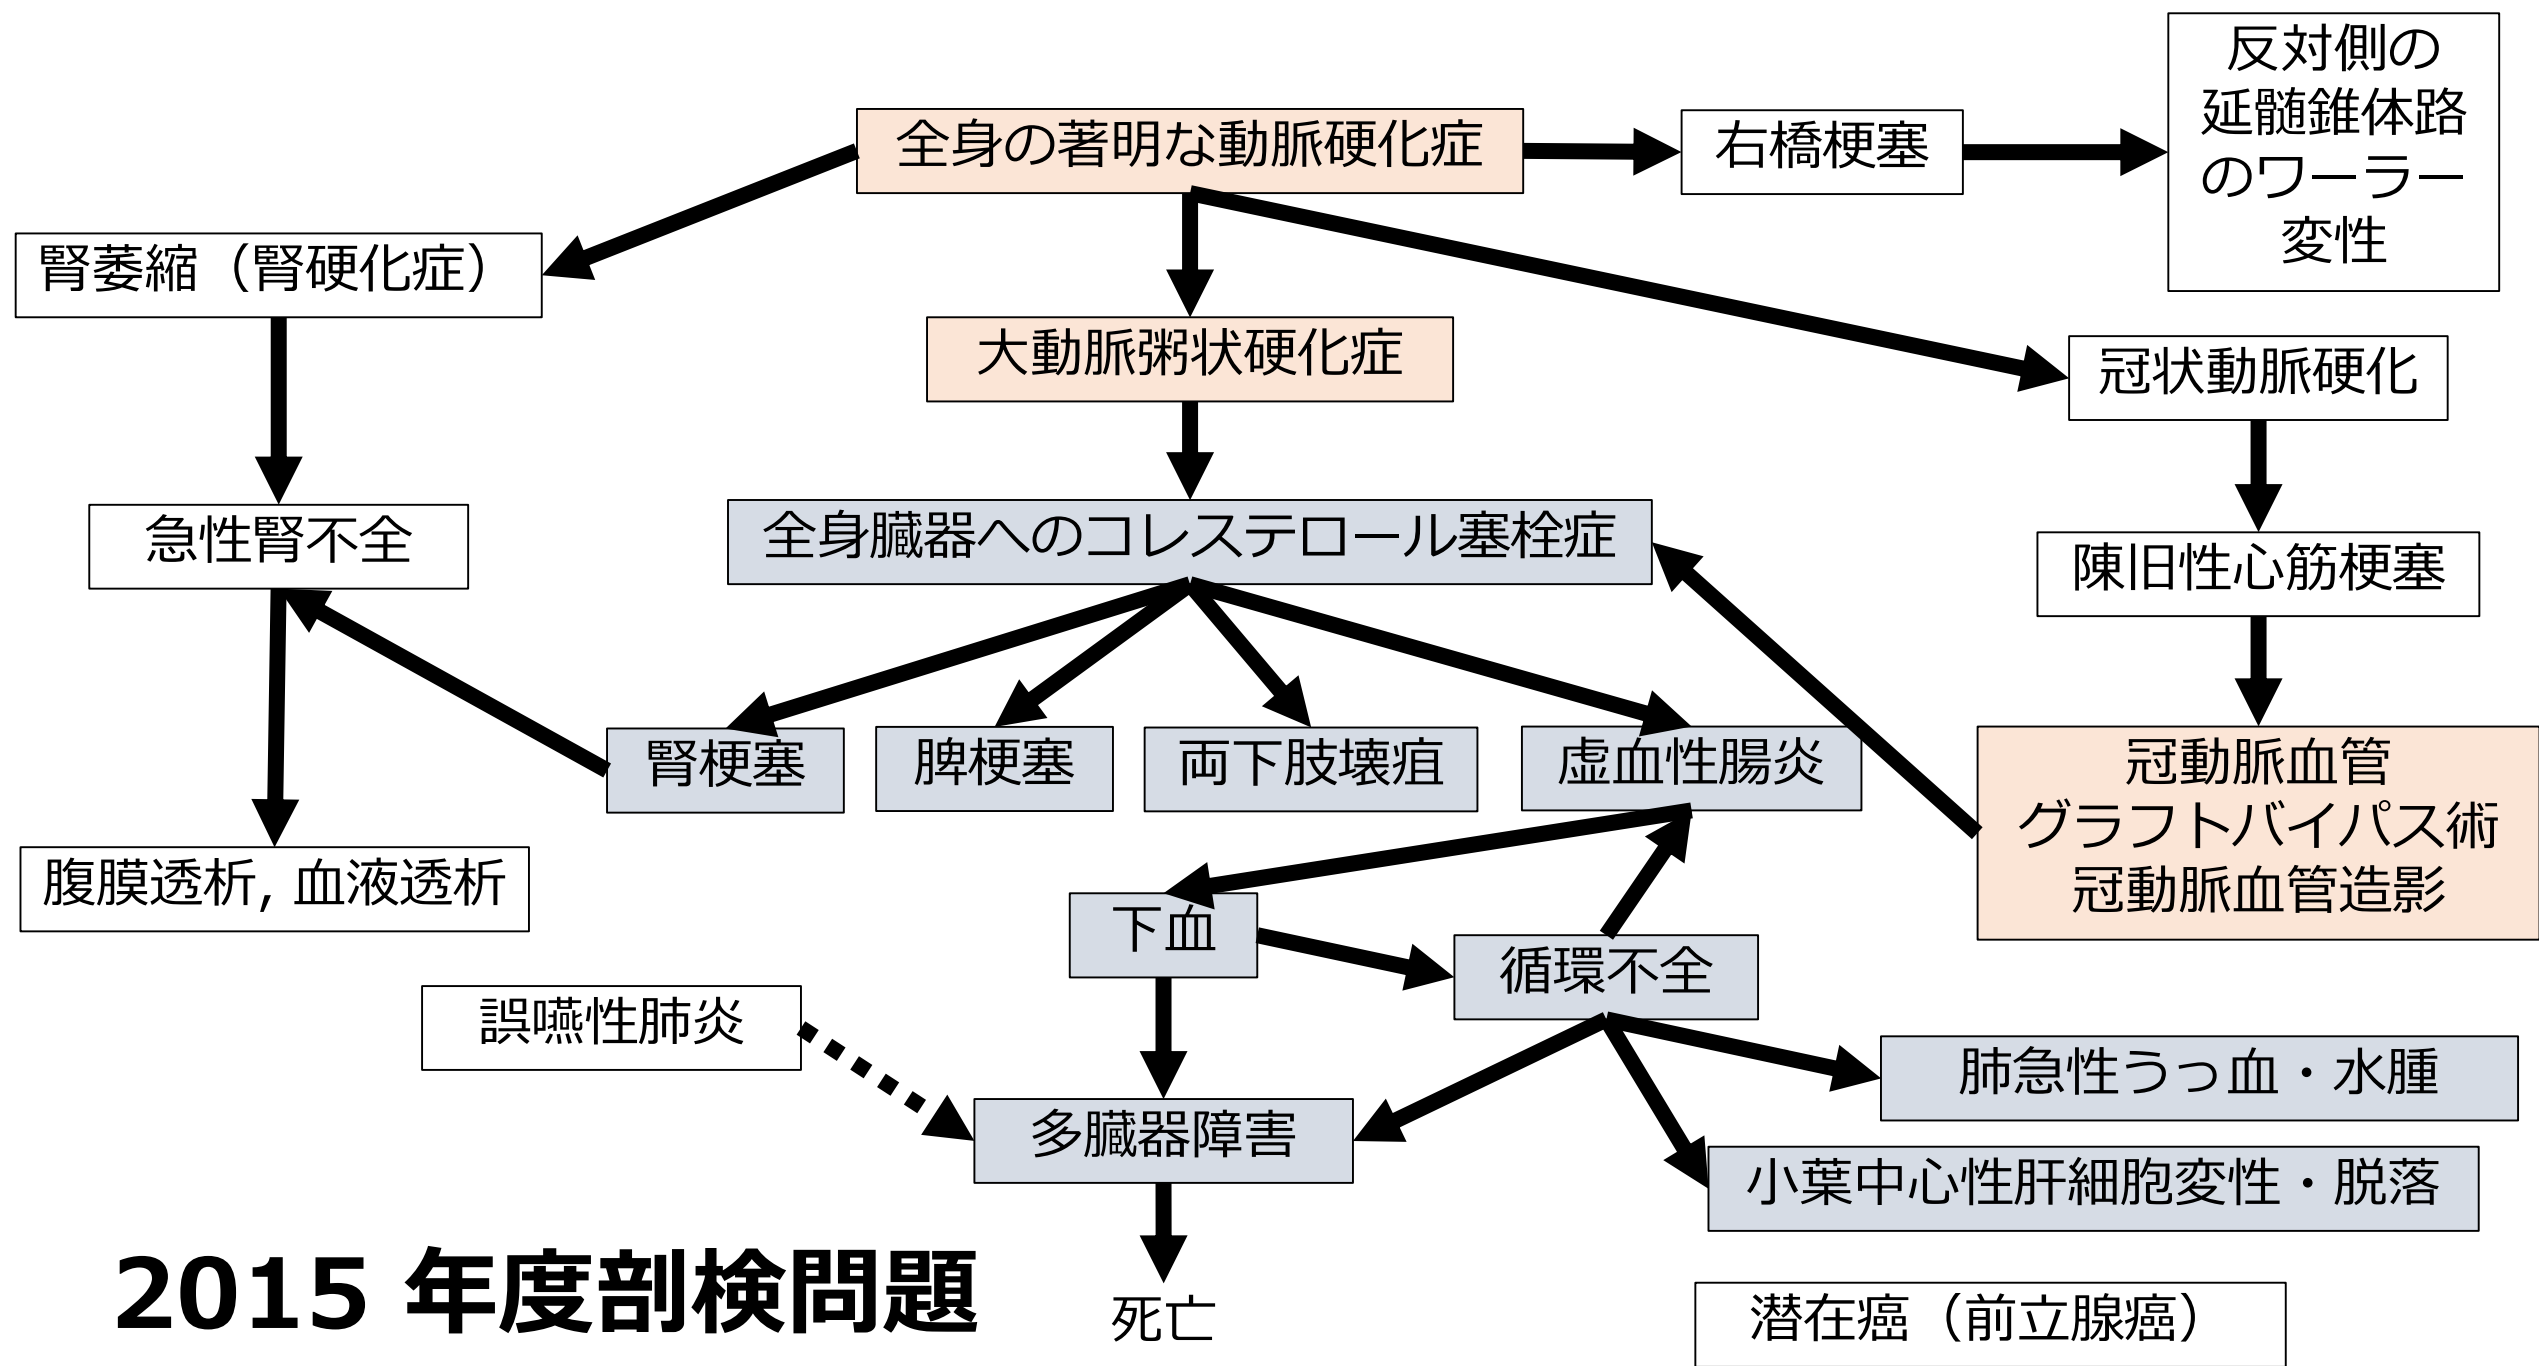 反対側の
延髄錐体路
のワーラー
変性
全身の著明な動脈硬化症
右橋梗塞
腎萎縮（腎硬化症）
大動脈粥状硬化症
冠状動脈硬化
急性腎不全
全身臓器へのコレステロール塞栓症
陳旧性心筋梗塞
腎梗塞
脾梗塞
両下肢壊疽
虚血性腸炎
冠動脈血管
グラフトバイパス術
冠動脈血管造影
腹膜透析, 血液透析
下血
循環不全
誤嚥性肺炎
肺急性うっ血・水腫
多臓器障害
小葉中心性肝細胞変性・脱落
2015 年度剖検問題
死亡
潜在癌（前立腺癌）